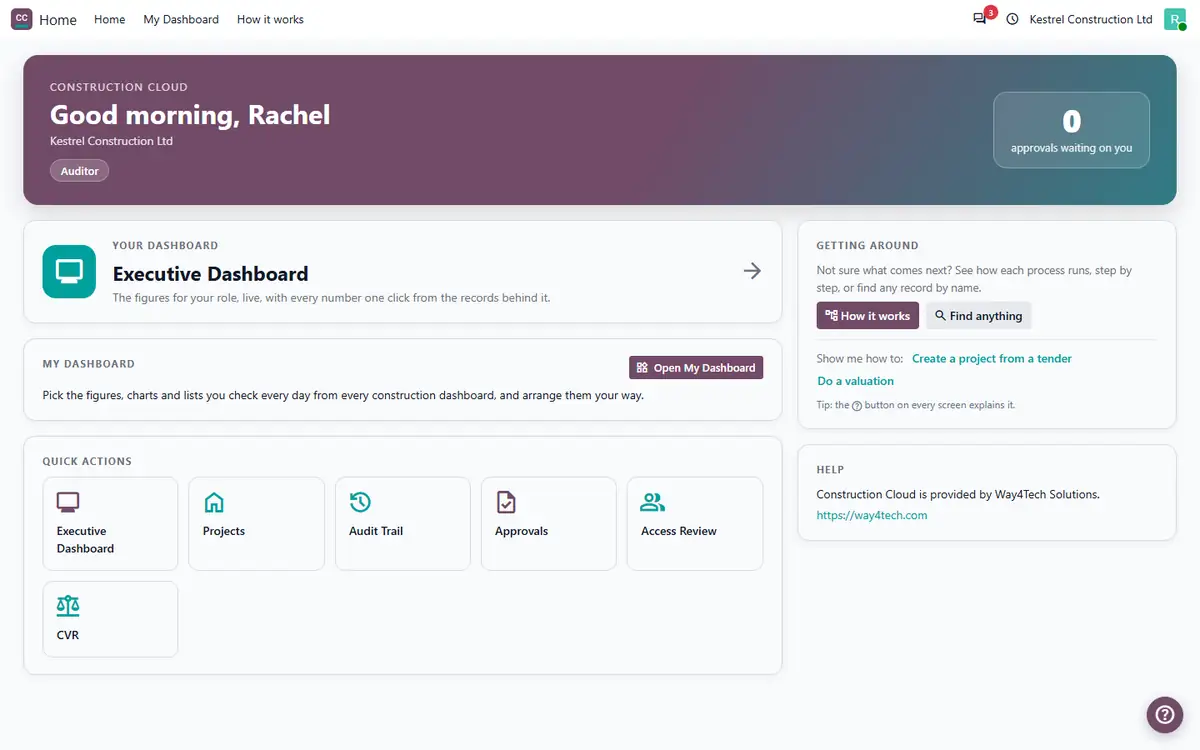 CC Home Home My Dashboard How it works 3 Kestrel Construction Ltd R
CONSTRUCTION CLOUD
Good morning, Rachel
Kestrel Construction Ltd
Auditor
0
approvals waiting on you
YOUR DASHBOARD
Executive Dashboard
The figures for your role, live, with every number one click from the records behind it.
MY DASHBOARD
Open My Dashboard
Pick the figures, charts and lists you check every day from every construction dashboard, and arrange them your way.
QUICK ACTIONS
Executive
Dashboard
Projects
Audit Trail
Approvals
Access Review
CVR
GETTING AROUND
Not sure what comes next? See how each process runs, step by
step, or find any record by name.
How it works
Find anything
Show me how to: Create a project from a tender
Do a valuation
Tip: the ? button on every screen explains it.
HELP
Construction Cloud is provided by Way4Tech Solutions.
https://way4tech.com
?